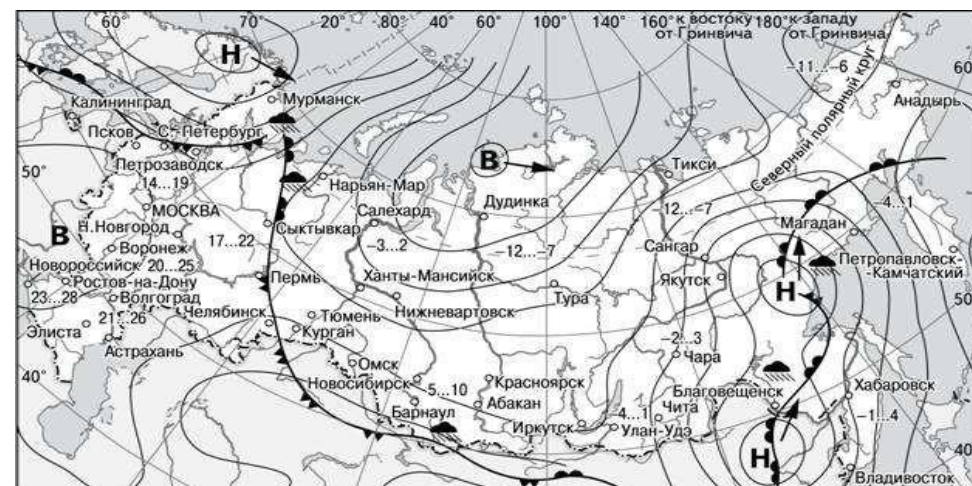 60°
70°
80°
60°
100°
140°
160°к востоку
от Гринвича
180°к западу
от Гринвича
Н
-11...-6
60
Северный полярный круг
Калининград
Мурманск
Анадырь
Псков
С.-Петербург
Петрозаводск
В
Тикси
50°
14...19
МОСКВА
Нарьян-Мар
Салехард
Дудинка
-12...-7
-4...1
Магадан
Н.Новгород
В
Сыктывкар
-3...2
-12...-7
Сангар
Воронеж
17...22
Петропавловск-
Камчатский
Новороссийск
20...25
Пермь
Ханты-Мансийск
Якутск
Ростов-на-Дону
Тура
Н
50°
23...28
Волгоград
Челябинск
Тюмень
Нижневартовск
21...26
Курган
-2...3
Элиста
Чара
Астрахань
Омск
40°
Новосибирск
-5...10
Красноярск
Благовещенск
Хабаровск
Барнаул
Абакан
Чита
-4...1
-1...4
Иркутск
Улан-Удэ
Н
40
Владивосток